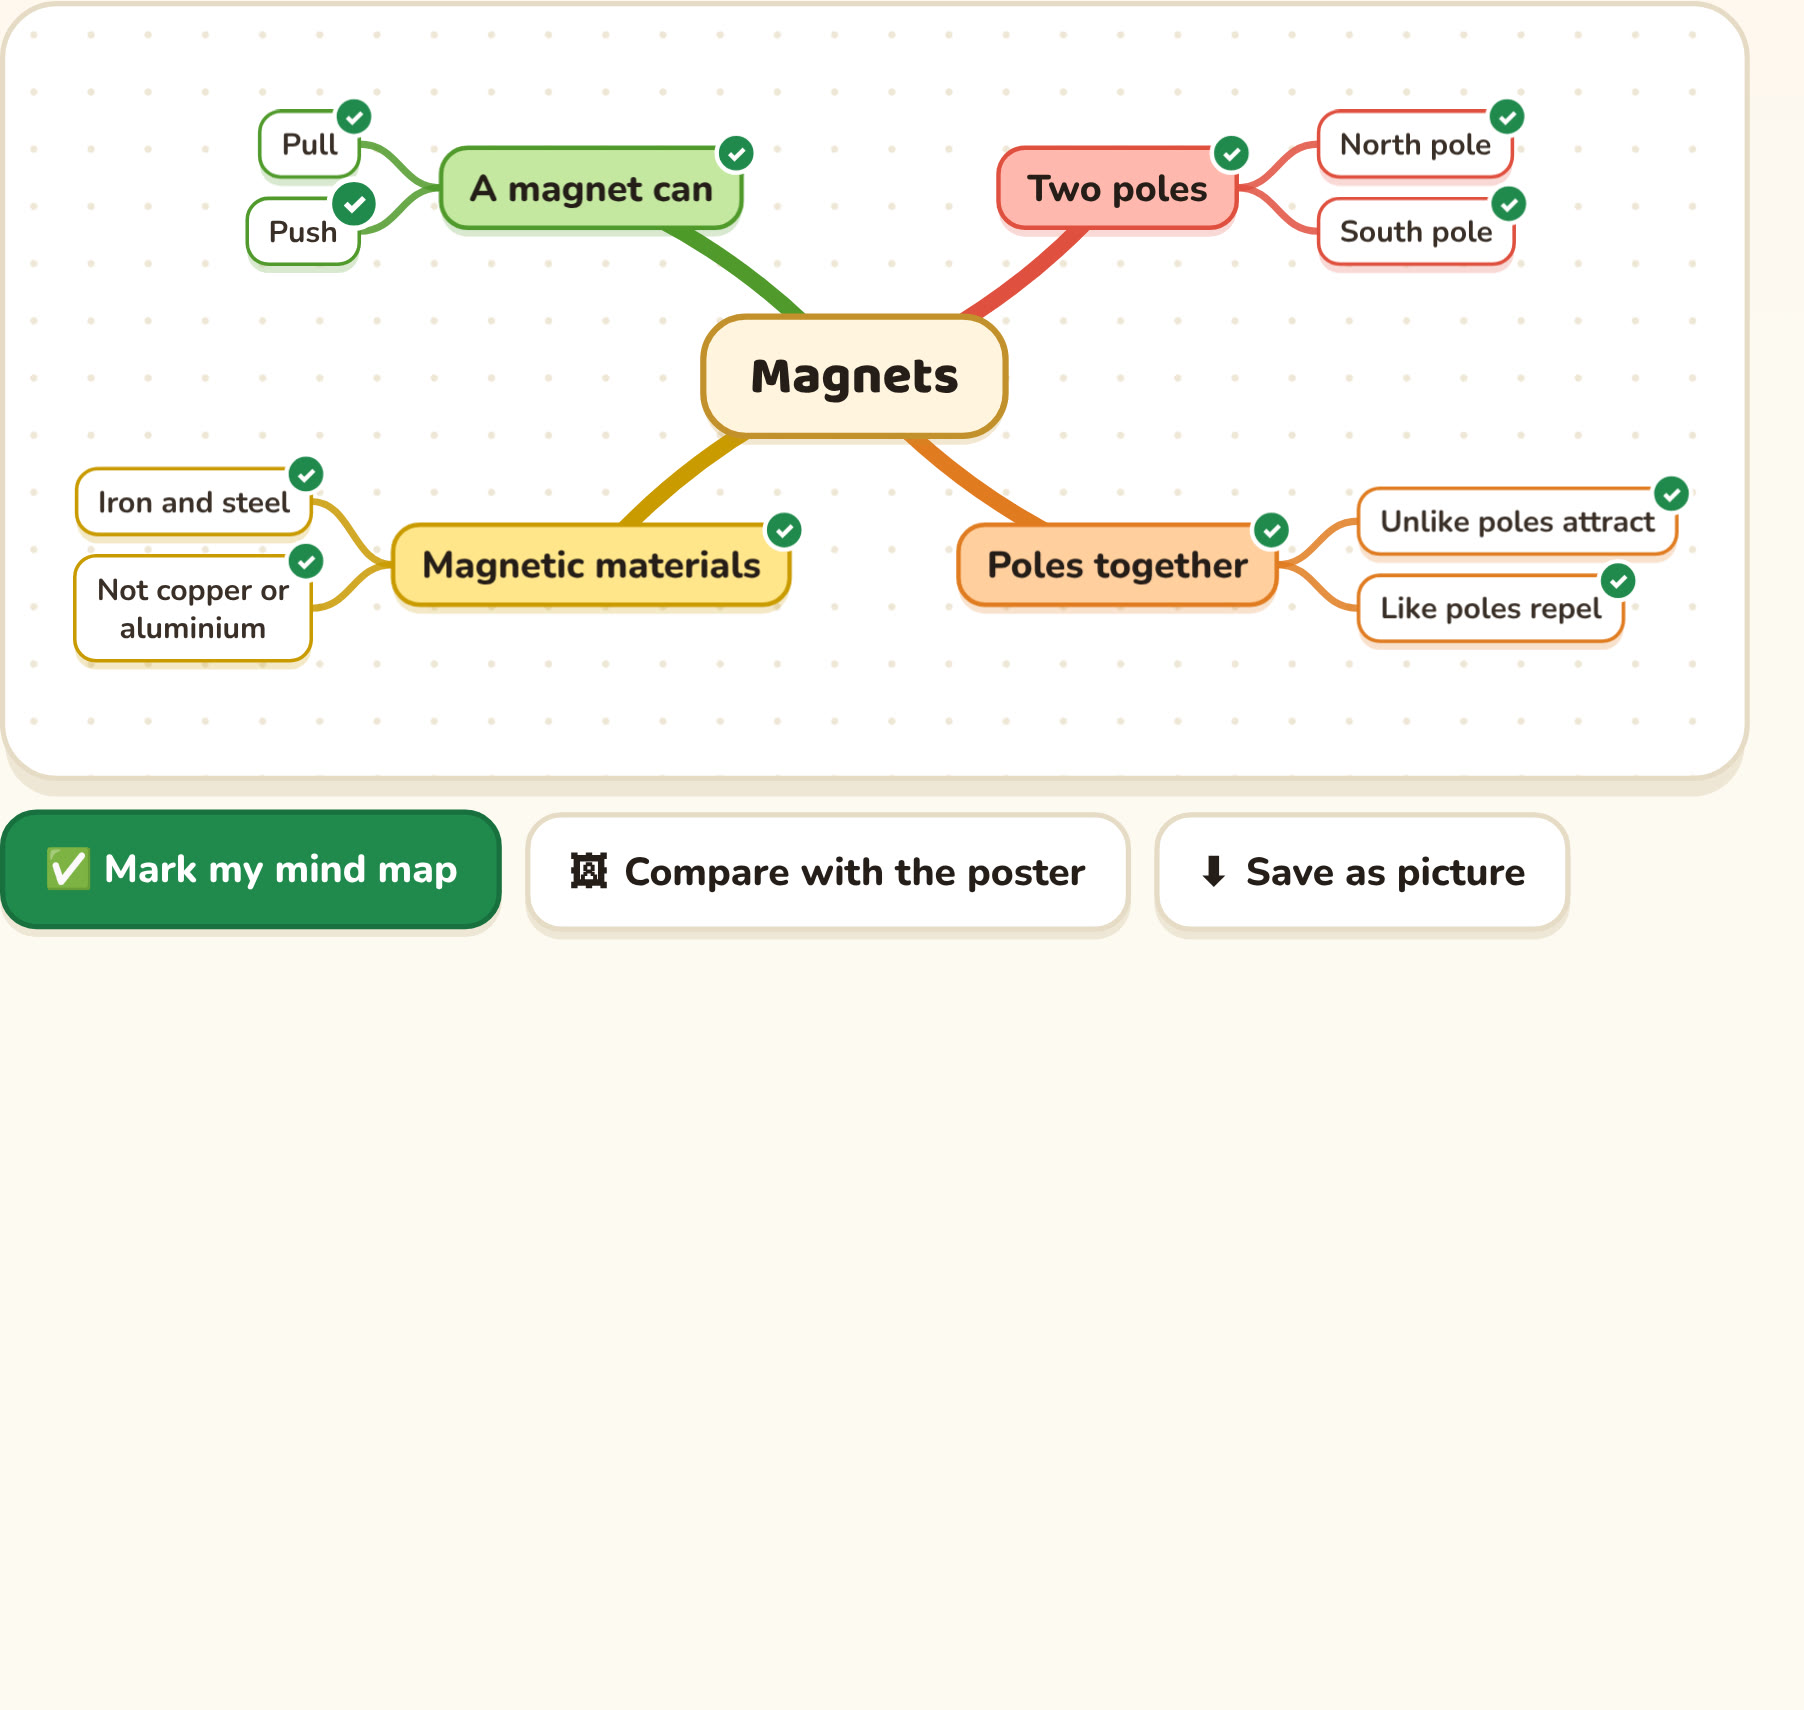 Pull
Push
A magnet can
Two poles
North pole
South pole
Magnets
Iron and steel
Not copper or
aluminium
Magnetic materials
Poles together
Unlike poles attract
Like poles repel
✅ Mark my mind map
🖼 Compare with the poster
⬇ Save as picture